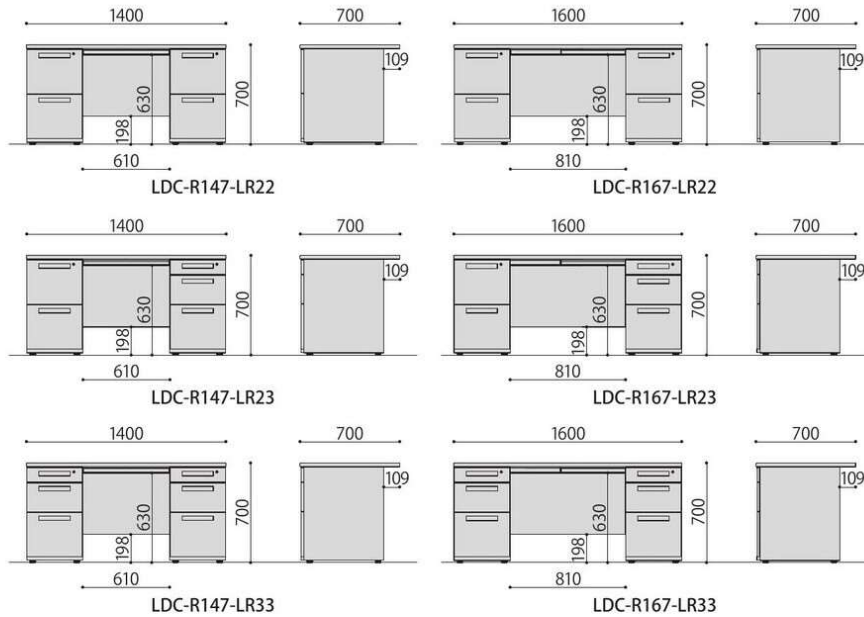 1400 700 1600 700
109 109
630 700 630 700
198 198
610 810
LDC-R147-LR22 LDC-R167-LR22
1400 700 1600 700
109 109
630 700 630 700
198 198
610 810
LDC-R147-LR23 LDC-R167-LR23
1400 700 1600 700
109 109
630 700 630 700
198 198
610 810
LDC-R147-LR33 LDC-R167-LR33